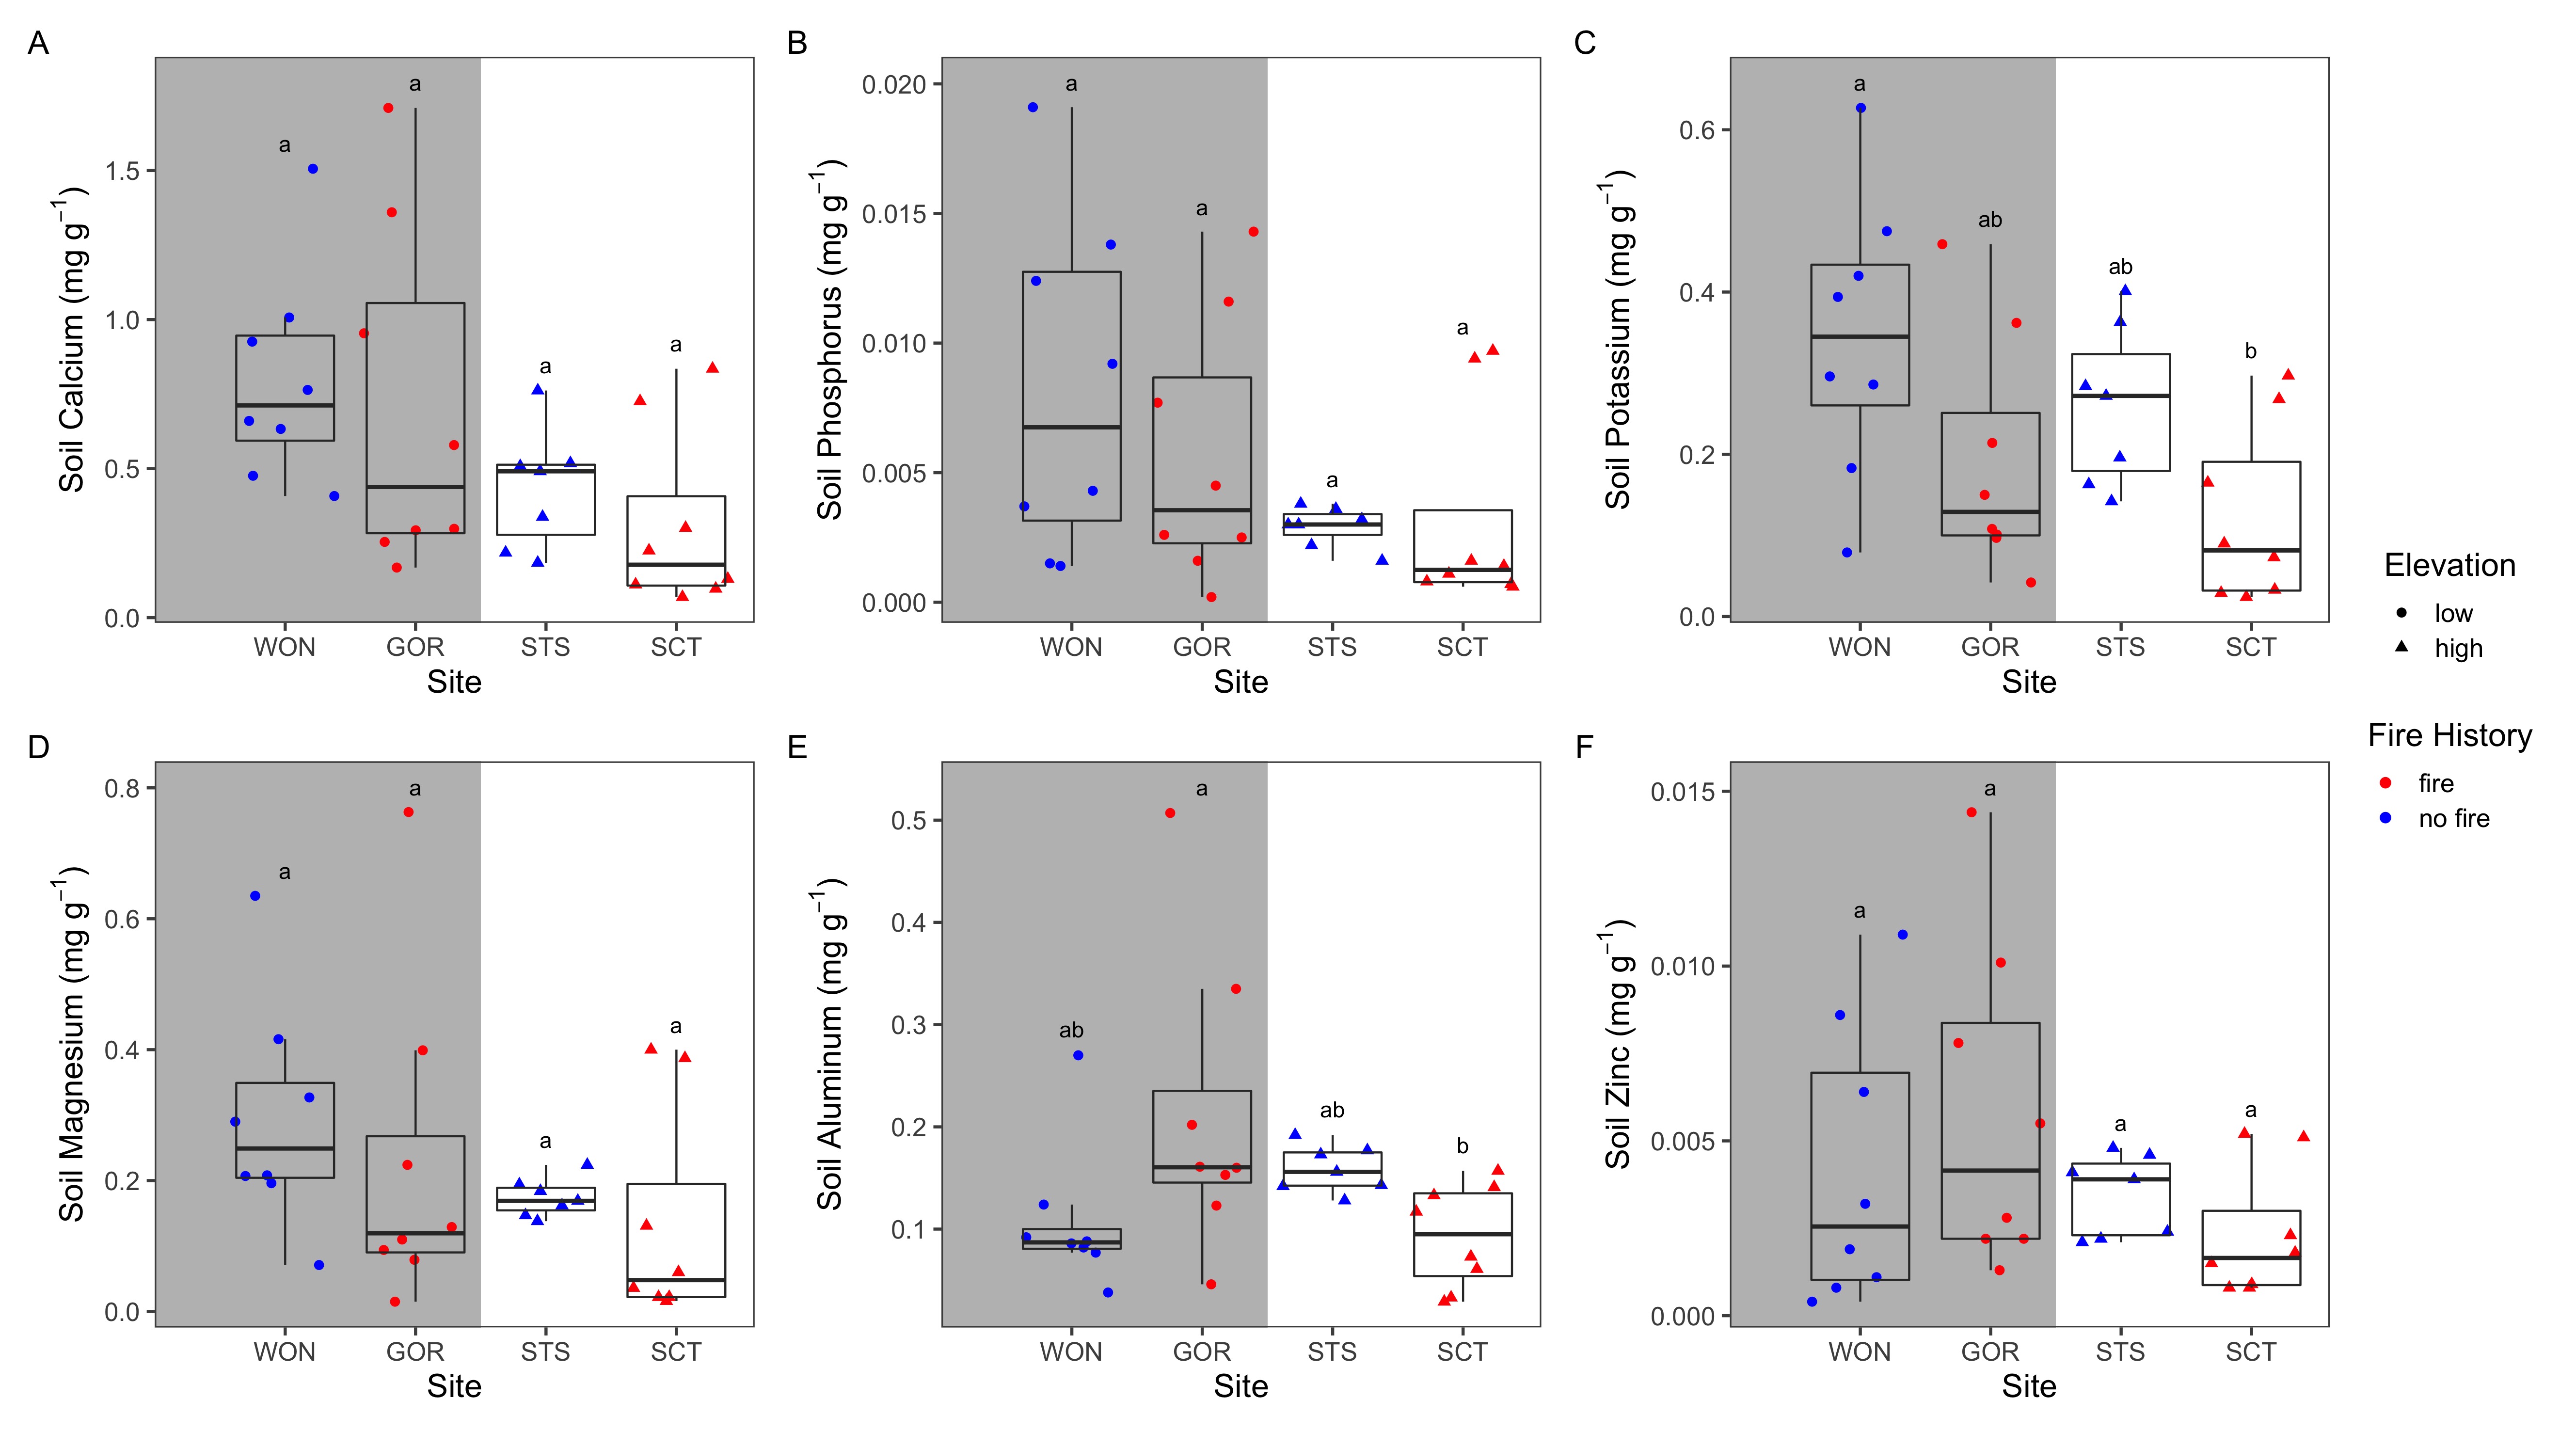 A
Soil Calcium (mg g⁻¹)
1.5
1.0
0.5
0.0
a
a
a
a
WON GOR STS SCT
Site
B
Soil Phosphorus (mg g⁻¹)
0.020
0.015
0.010
0.005
0.000
a
a
a
a
WON GOR STS SCT
Site
C
Soil Potassium (mg g⁻¹)
0.6
0.4
0.2
0.0
a
ab
ab
b
WON GOR STS SCT
Site
Elevation
low
high
Fire History
fire
no fire
D
Soil Magnesium (mg g⁻¹)
0.8
0.6
0.4
0.2
0.0
a
a
a
a
WON GOR STS SCT
Site
E
Soil Aluminum (mg g⁻¹)
0.5
0.4
0.3
0.2
0.1
ab
a
ab
b
WON GOR STS SCT
Site
F
Soil Zinc (mg g⁻¹)
0.015
0.010
0.005
0.000
a
a
a
a
WON GOR STS SCT
Site